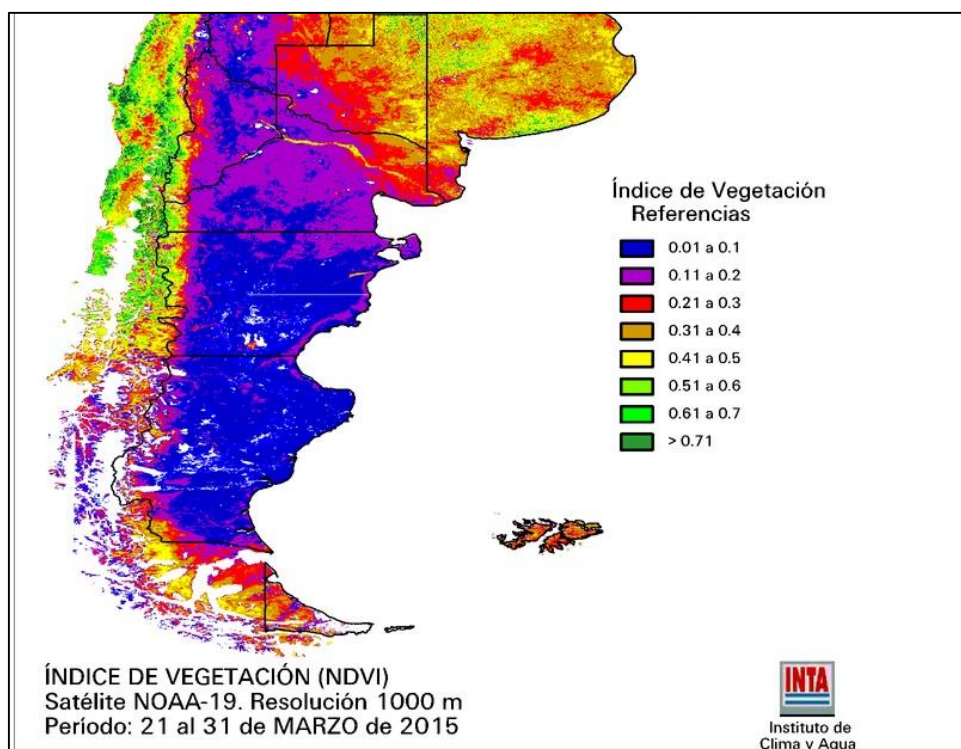 Índice de Vegetación
Referencias
0.01 a 0.1
0.11 a 0.2
0.21 a 0.3
0.31 a 0.4
0.41 a 0.5
0.51 a 0.6
0.61 a 0.7
> 0.71
ÍNDICE DE VEGETACIÓN (NDVI)
Satélite NOAA-19. Resolución 1000 m
Período: 21 al 31 de MARZO de 2015
INTA
Instituto de
Clima y Agua